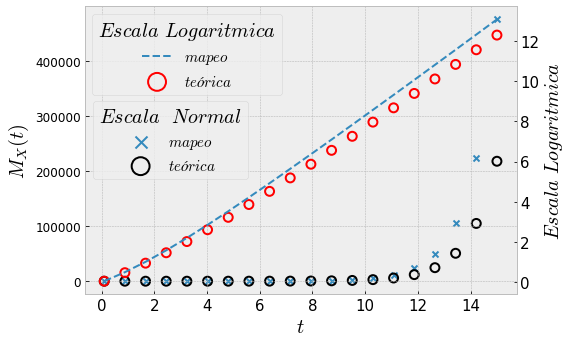 Escala Logaritmica
mapeo
teórica
Escala Normal
mapeo
teórica
400000
300000
200000
100000
0
M_X(t)
12
10
8
6
4
2
0
Escala Logaritmica
0 2 4 6 8 10 12 14
t